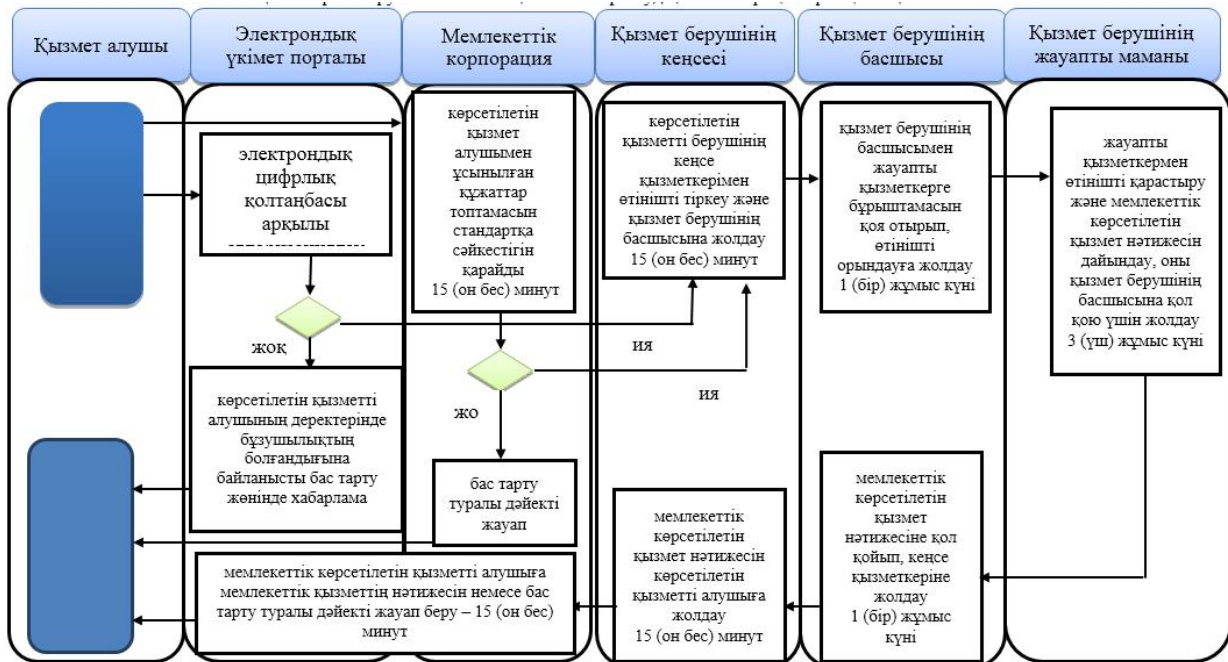 Қызмет алушы
Электрондық
үкімет порталы
Мемлекеттік
корпорация
Қызмет берушінің
кеңсесі
Қызмет берушінің
басшысы
Қызмет берушінің
жауапты маманы
электрондық
цифрлық
қолтаңбасы
арқылы
көрсетілетін
қызмет
алушымен
ұсынылған
құжаттар
топтамасын
стандартқа
сәйкестігін
қарайды
15 (он бес) минут
көрсетілетін
қызметті берушінің
кеңсе
қызметкерімен
өтінішті тіркеу және
қызмет берушінің
басшысына жолдау
15 (он бес) минут
қызмет берушінің
басшысымен
жауапты
қызметкерге
бұрыштамасын
қоя отырып,
өтінішті
орындауға жолдау
1 (бір) жұмыс күні
жауапты
қызметкермен
өтінішті қарастыру
және мемлекеттік
көрсетілетін
қызмет нәтижесін
дайындау, оны
қызмет берушінің
басшысына қол
қою үшін жолдау
3 (үш) жұмыс күні
жоқ
ия
жо
ия
көрсетілетін қызметті
алушының деректерінде
бұзушылықтың
болғандығына
байланысты бас тарту
жөнінде хабарлама
бас тарту
туралы дәйекті
жауап
мемлекеттік
көрсетілетін
қызмет нәтижесін
көрсетілетін
қызметті алушыға
жолдау
15 (он бес) минут
мемлекеттік
көрсетілетін
қызмет
нәтижесіне қол
қойып, кеңсе
қызметкеріне
жолдау
1 (бір) жұмыс
күні
мемлекеттік көрсетілетін қызметті алушыға
мемлекеттік қызметтің нәтижесін немесе бас
тарту туралы дәйекті жауап беру – 15 (он бес)
минут